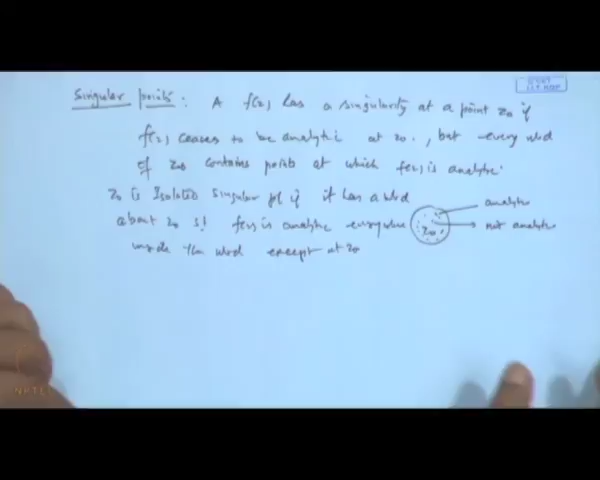 Singular points : A f(z) has a singularity at a point z0 if
f(z) ceases to be analytic at z0 , but every nbd
of z0 contains points at which f(z) is analytic.
z0 is Isolated singular pt if it has a nbd
about z0 s.t. f(z) is analytic everywhere
inside the nbd except at z0
analytic
not analytic
z0
NPTEL